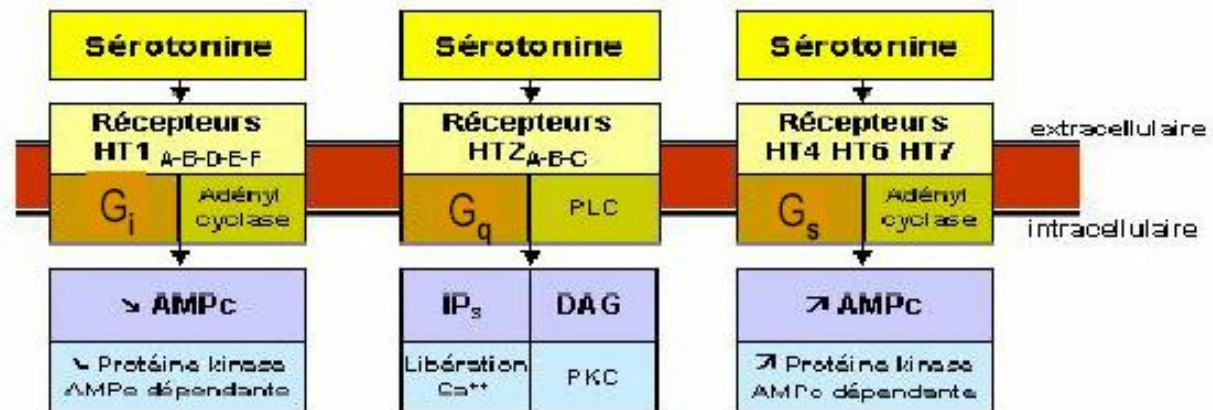 Sérotonine
Récepteurs
HT1 A-B-D-E-F
Gi
Adényl
cyclase
↘ AMPc
↘ Protéine kinase
AMPc dépendante
Sérotonine
Récepteurs
HT2 A-B-C
Gq
PLC
IP₃
DAG
Libération
Ca⁺⁺
PKC
Sérotonine
Récepteurs
HT4 HT6 HT7
Gs
Adényl
cyclase
↗ AMPc
↗ Protéine kinase
AMPc dépendante
extracellulaire
intracellulaire